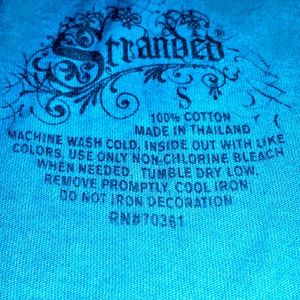 Stranded®
S
100% COTTON
MADE IN THAILAND
MACHINE WASH COLD, INSIDE OUT WITH LIKE
COLORS. USE ONLY NON-CHLORINE BLEACH
WHEN NEEDED. TUMBLE DRY LOW,
REMOVE PROMPTLY, COOL IRON,
DO NOT IRON DECORATION
RN#70361